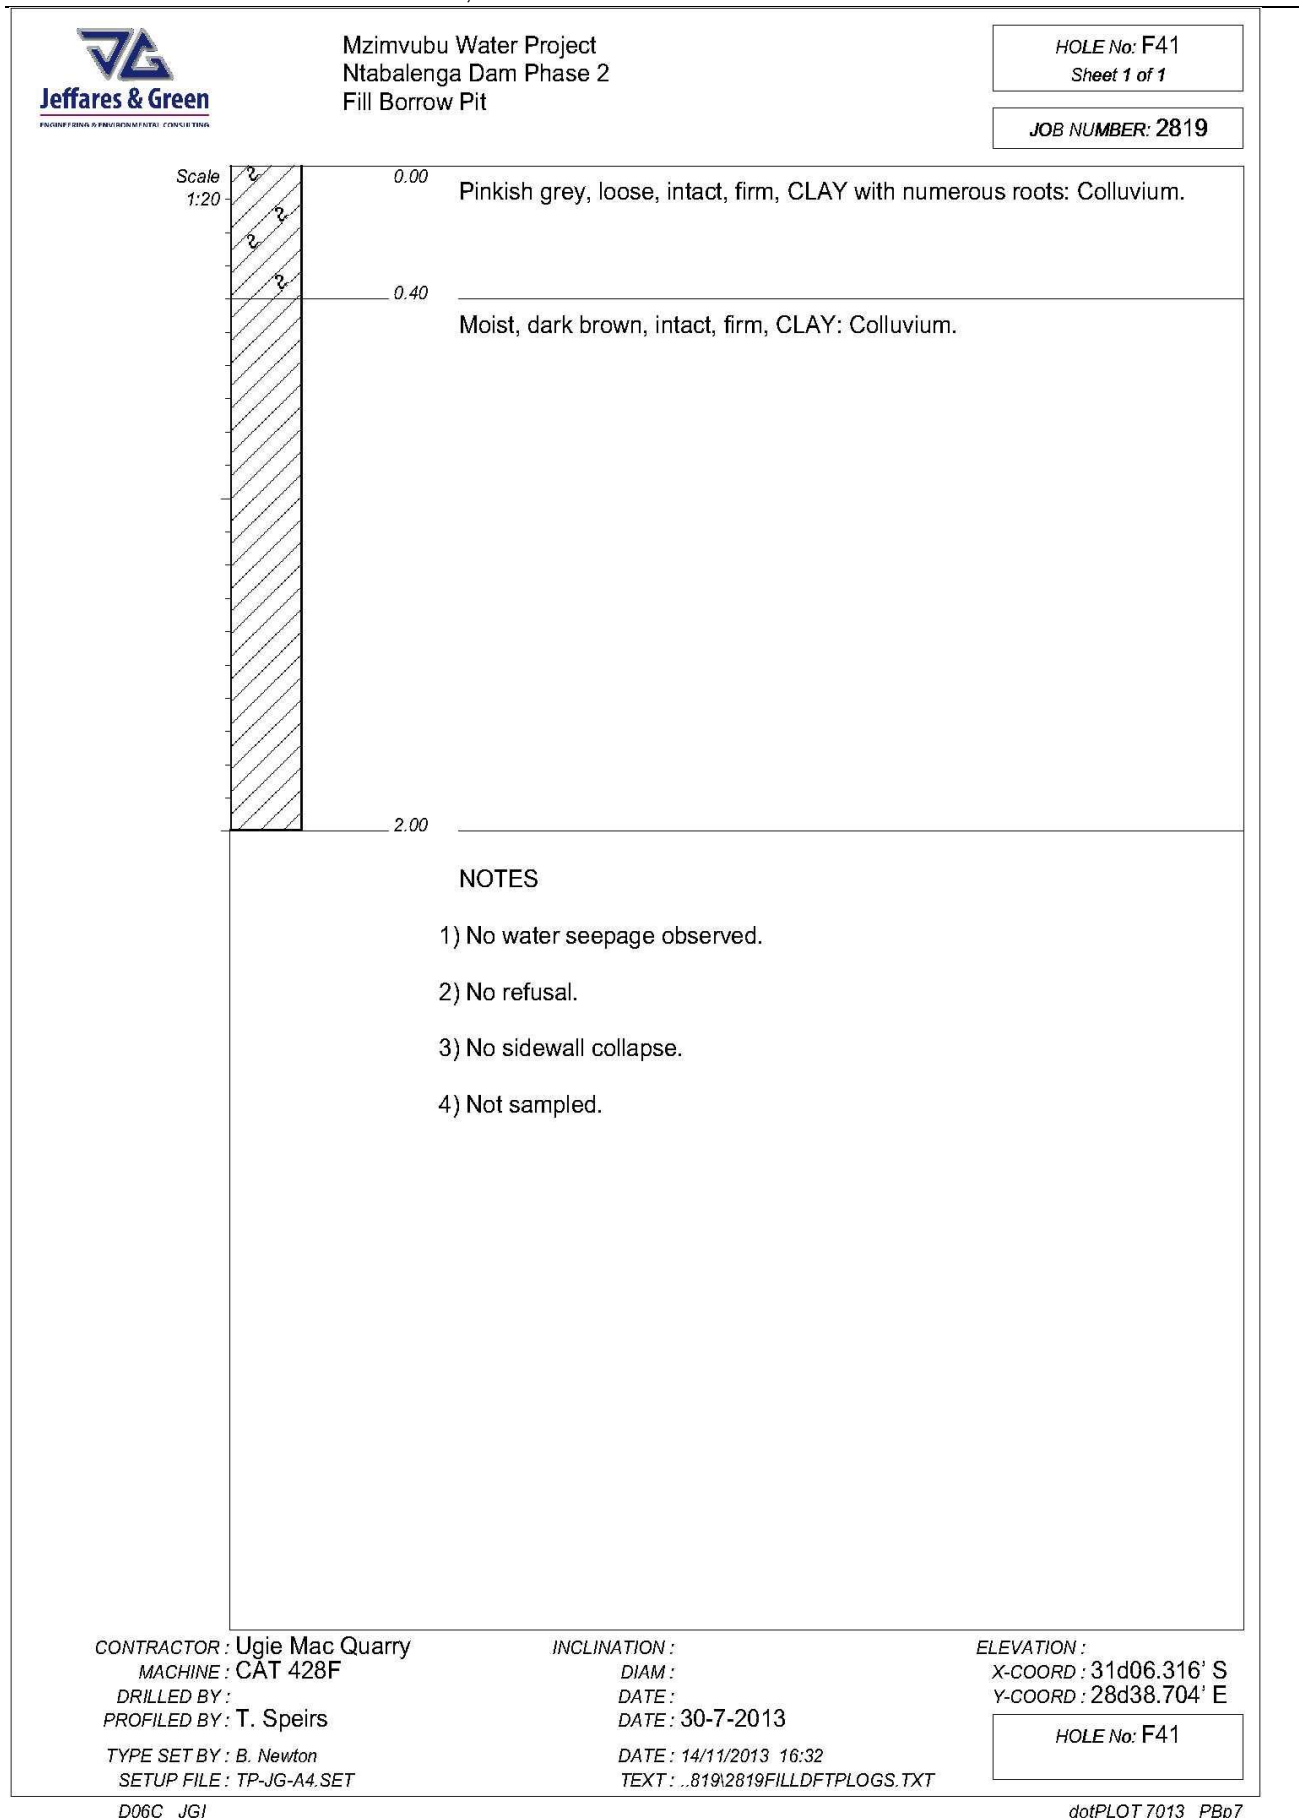 Jeffares & Green
ENGINEERING & ENVIRONMENTAL CONSULTING
Mzimvubu Water Project
Ntabalenga Dam Phase 2
Fill Borrow Pit
HOLE No: F41
Sheet 1 of 1
JOB NUMBER: 2819
Scale
1:20
0.00
Pinkish grey, loose, intact, firm, CLAY with numerous roots: Colluvium.
0.40
Moist, dark brown, intact, firm, CLAY: Colluvium.
2.00
NOTES
1) No water seepage observed.
2) No refusal.
3) No sidewall collapse.
4) Not sampled.
CONTRACTOR : Ugie Mac Quarry
MACHINE : CAT 428F
DRILLED BY :
PROFILED BY : T. Speirs
TYPE SET BY : B. Newton
SETUP FILE : TP-JG-A4.SET
INCLINATION :
DIAM :
DATE :
DATE : 30-7-2013
DATE : 14/11/2013 16:32
TEXT : ..819\2819FILLDFTPLOGS.TXT
ELEVATION :
X-COORD : 31d06.316' S
Y-COORD : 28d38.704' E
HOLE No: F41
D06C JGI
dotPLOT 7013 PBp7